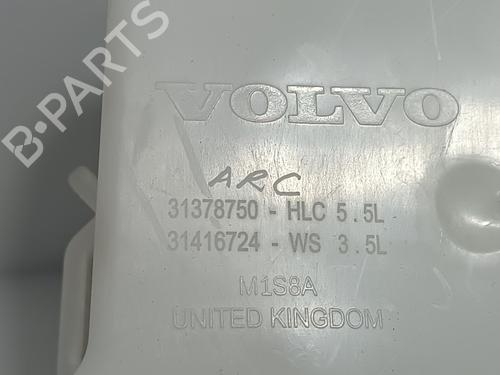 B-PARTS
VOLVO
ARC
31378750 - HLC 5.5L
31416724 - WS 3.5L
M1S8A
UNITED KINGDOM